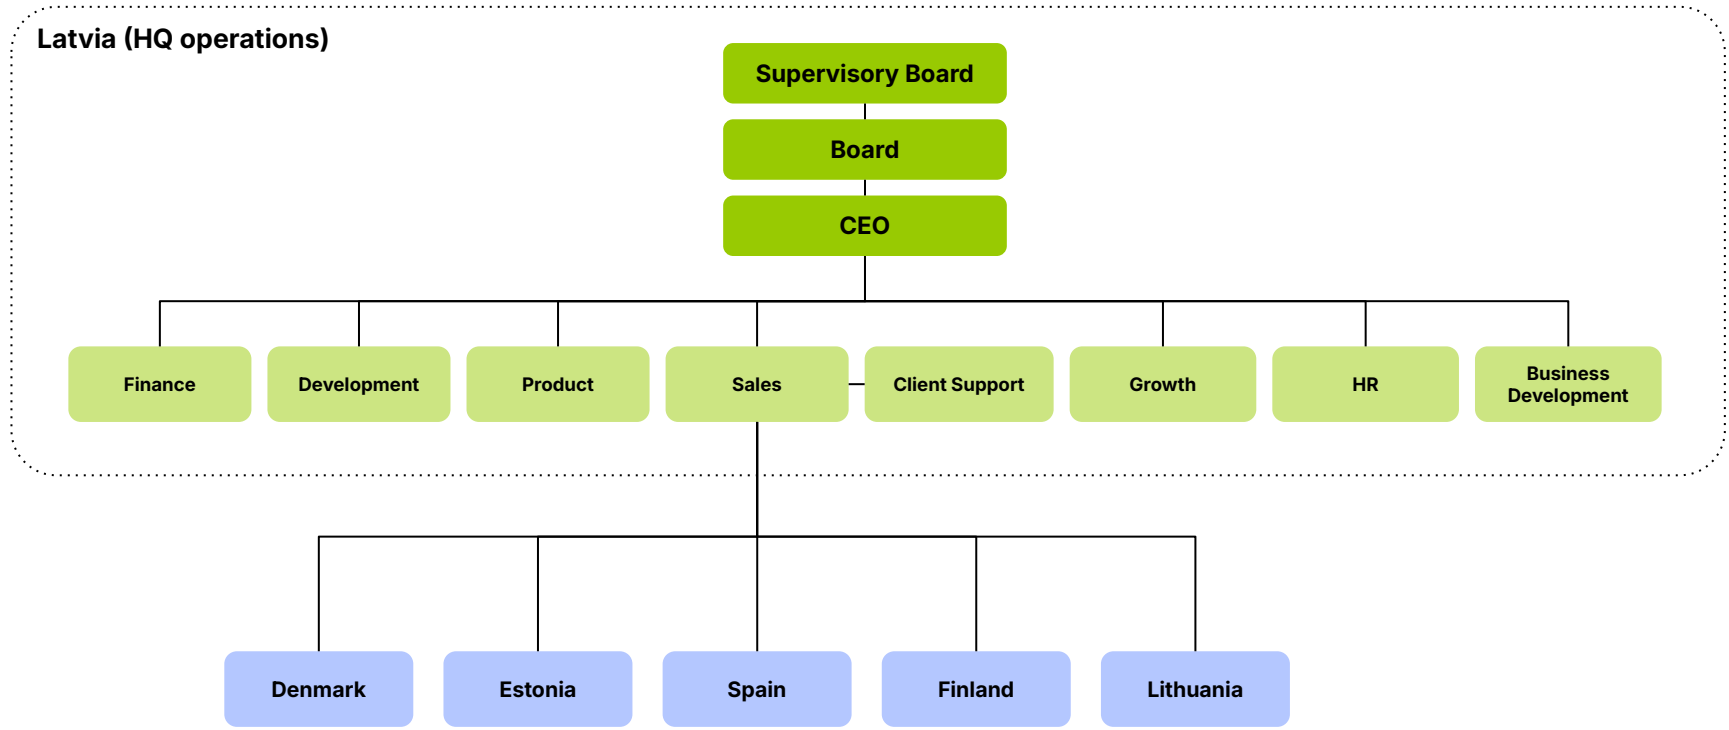 Latvia (HQ operations)
Supervisory Board
Board
CEO
Finance
Development
Product
Sales
Client Support
Growth
HR
Business
Development
Denmark
Estonia
Spain
Finland
Lithuania